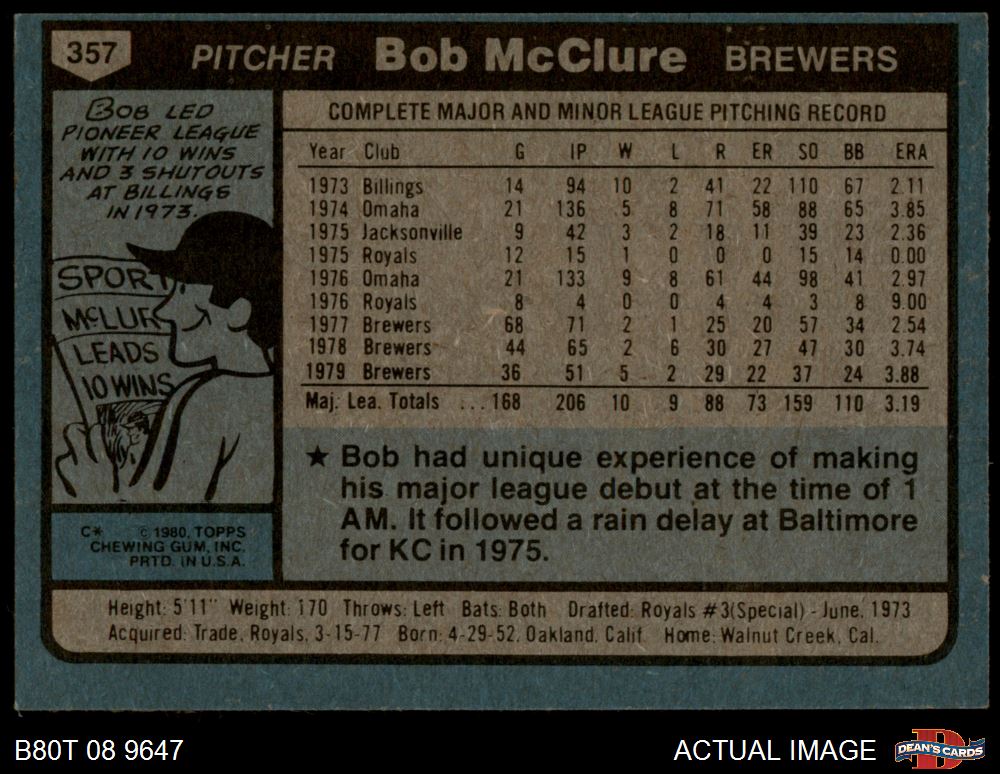 357 PITCHER Bob McClure BREWERS
BOB LED
PIONEER LEAGUE
WITH 10 WINS
AND 3 SHUTOUTS
AT BILLINGS
IN 1973.
SPORT
McCLUR
LEADS
10 WINS
C* © 1980, TOPPS
CHEWING GUM, INC.
PRTD. IN U.S.A.
COMPLETE MAJOR AND MINOR LEAGUE PITCHING RECORD
Year Club G IP W L R ER SO BB ERA
1973 Billings 14 94 10 2 41 22 110 67 2.11
1974 Omaha 21 136 5 8 71 58 88 65 3.85
1975 Jacksonville 9 42 3 2 18 11 39 23 2.36
1975 Royals 12 15 1 0 0 0 15 14 0.00
1976 Omaha 21 133 9 8 61 44 98 41 2.97
1976 Royals 8 4 0 0 4 4 3 8 9.00
1977 Brewers 68 71 2 1 25 20 57 34 2.54
1978 Brewers 44 65 2 6 30 27 47 30 3.74
1979 Brewers 36 51 5 2 29 22 37 24 3.88
Maj. Lea. Totals ...168 206 10 9 88 73 159 110 3.19
★ Bob had unique experience of making
his major league debut at the time of 1
AM. It followed a rain delay at Baltimore
for KC in 1975.
Height: 5'11" Weight: 170 Throws: Left Bats: Both Drafted: Royals #3(Special) - June, 1973
Acquired: Trade, Royals, 3-15-77 Born: 4-29-52, Oakland, Calif. Home: Walnut Creek, Cal.
B80T 08 9647 ACTUAL IMAGE D DEAN'S CARDS